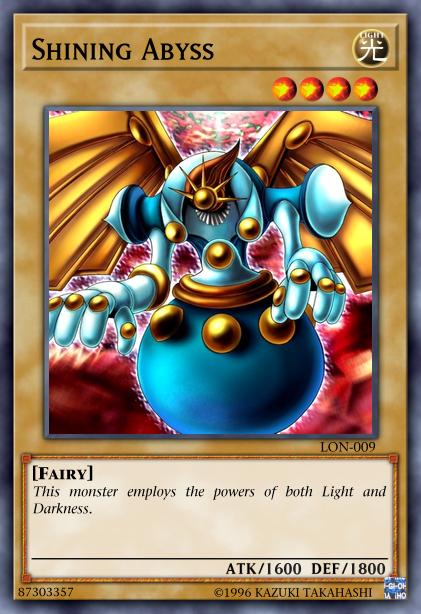 Shining Abyss
LIGHT
光
LON-009
[Fairy]
This monster employs the powers of both Light and
Darkness.
ATK/1600 DEF/1800
87303357
©1996 KAZUKI TAKAHASHI